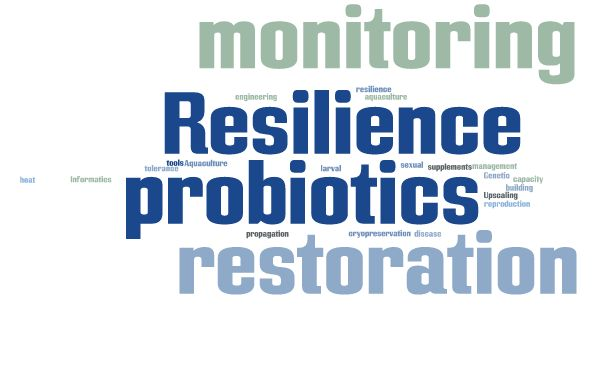 monitoring
resilience
engineering aquaculture
Resilience
tools Aquaculture
tolerance larval sexual supplements management
heat Informatics Genetic capacity
building
probiotics Upscaling
reproduction
propagation cryopreservation disease
restoration